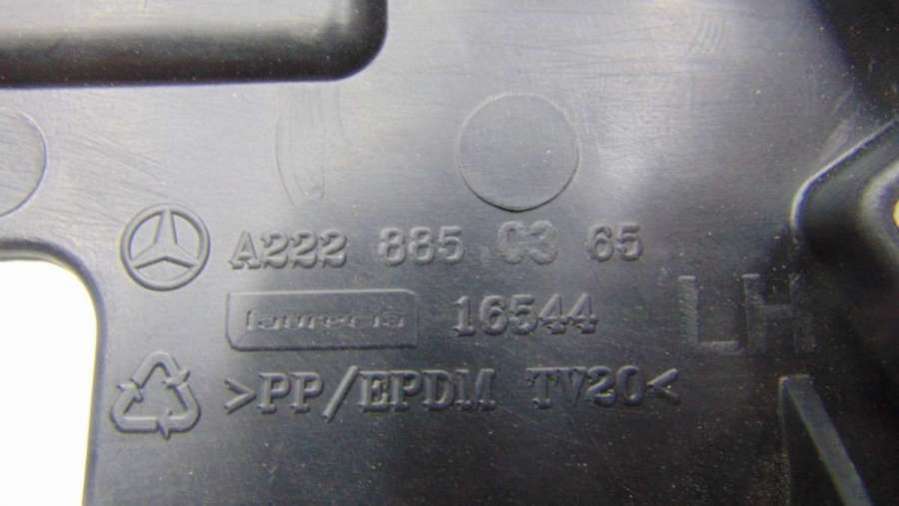 A222 885 03 65
faurecia 16544
LH
>PP/EPDM TV20<